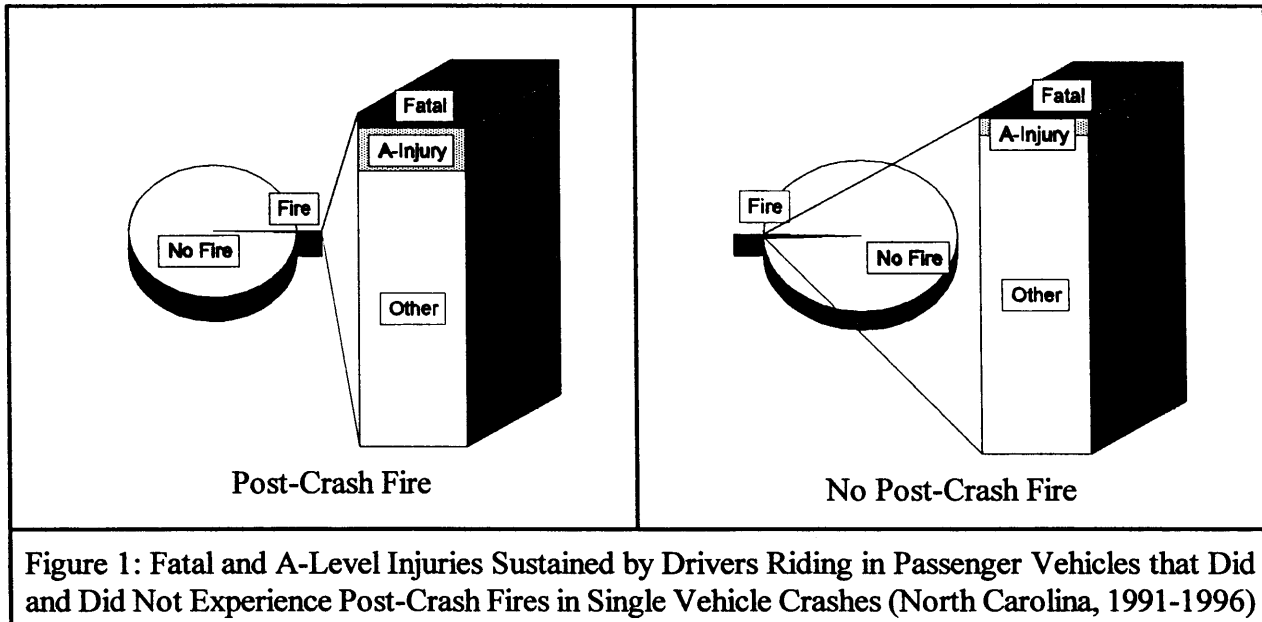 Fatal
A-Injury
Fire
No Fire
Other
Post-Crash Fire
Fatal
A-Injury
Fire
No Fire
Other
No Post-Crash Fire
Figure 1: Fatal and A-Level Injuries Sustained by Drivers Riding in Passenger Vehicles that Did
and Did Not Experience Post-Crash Fires in Single Vehicle Crashes (North Carolina, 1991-1996)